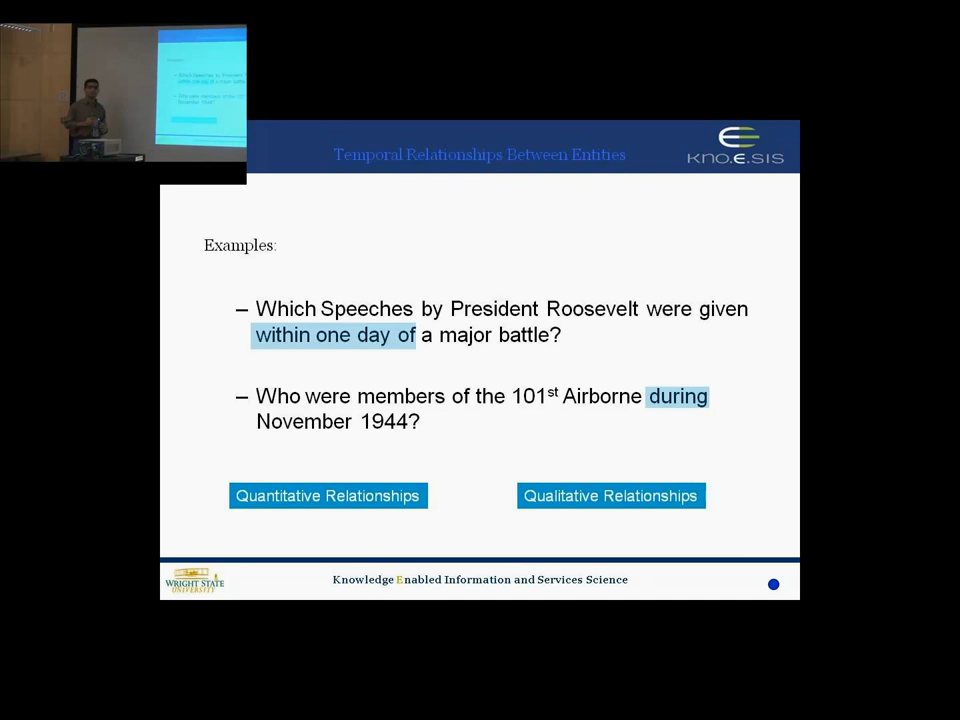 Temporal Relationships Between Entities
KNO.E.SIS
Examples:
– Which Speeches by President Roosevelt were given
within one day of a major battle?
– Who were members of the 101st Airborne during
November 1944?
Quantitative Relationships
Qualitative Relationships
WRIGHT STATE
UNIVERSITY
Knowledge Enabled Information and Services Science